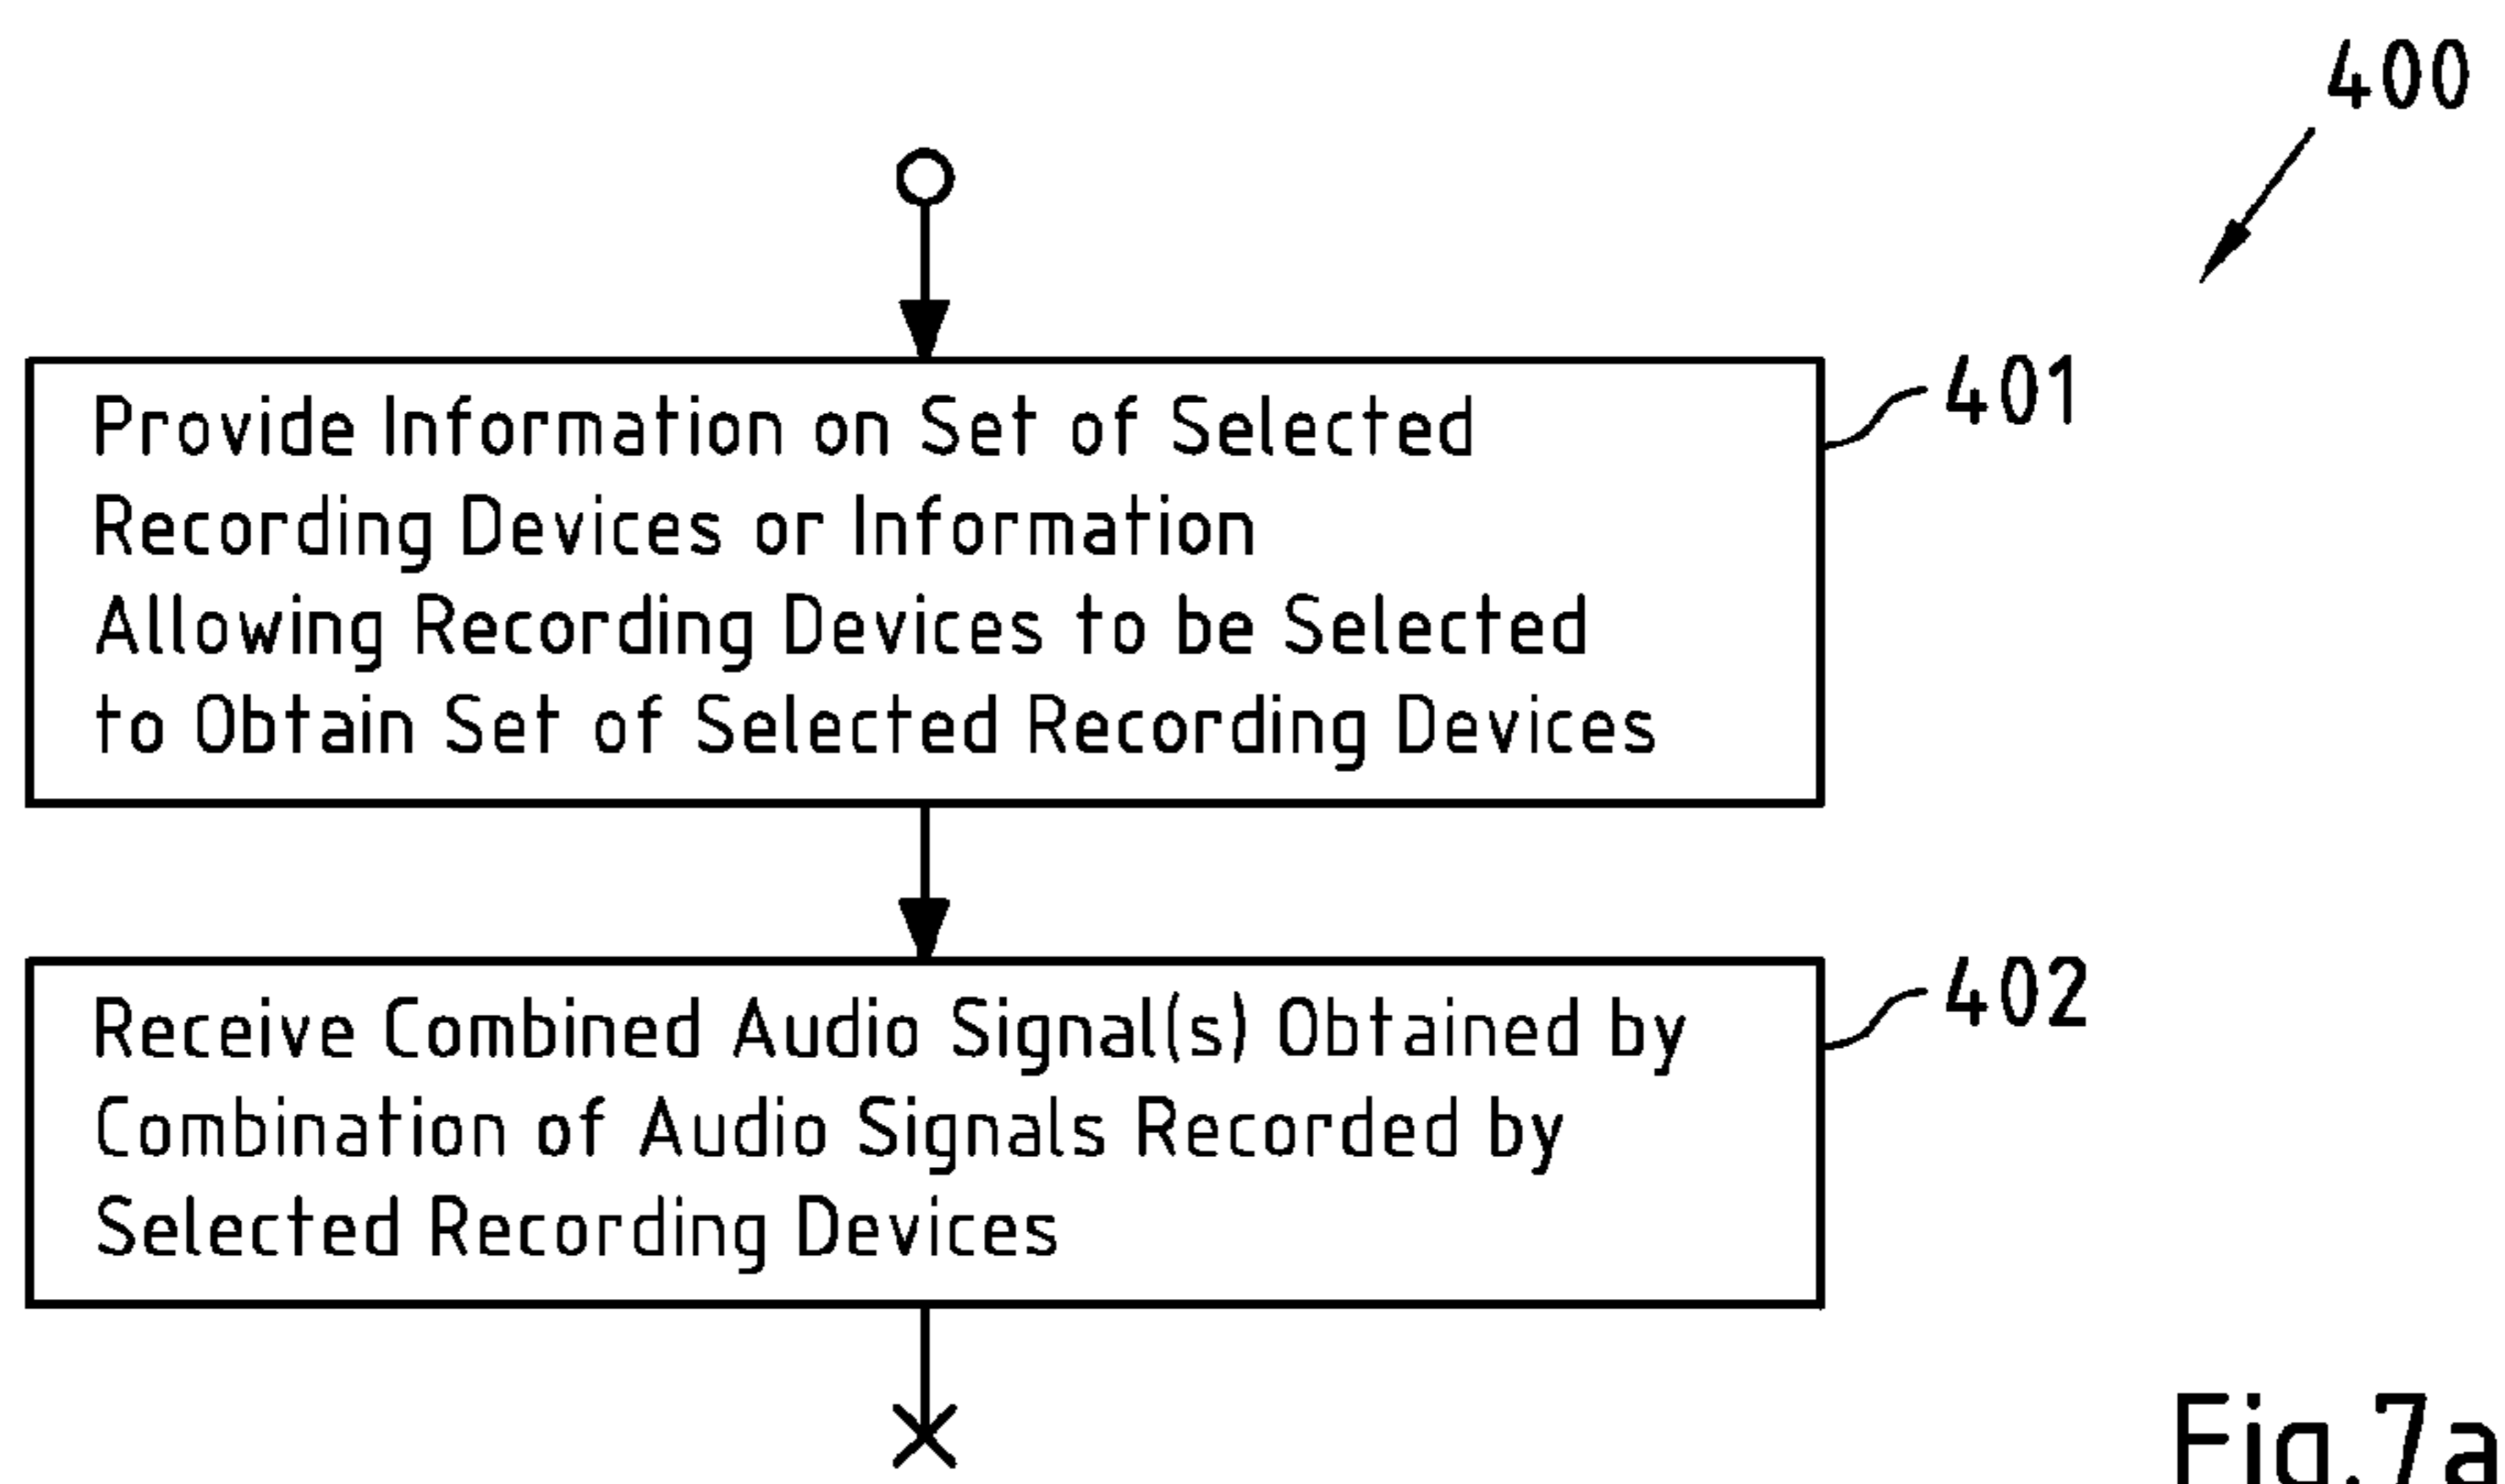 400
Provide Information on Set of Selected
Recording Devices or Information
Allowing Recording Devices to be Selected
to Obtain Set of Selected Recording Devices
401
Receive Combined Audio Signal(s) Obtained by
Combination of Audio Signals Recorded by
Selected Recording Devices
402
Fig.7a